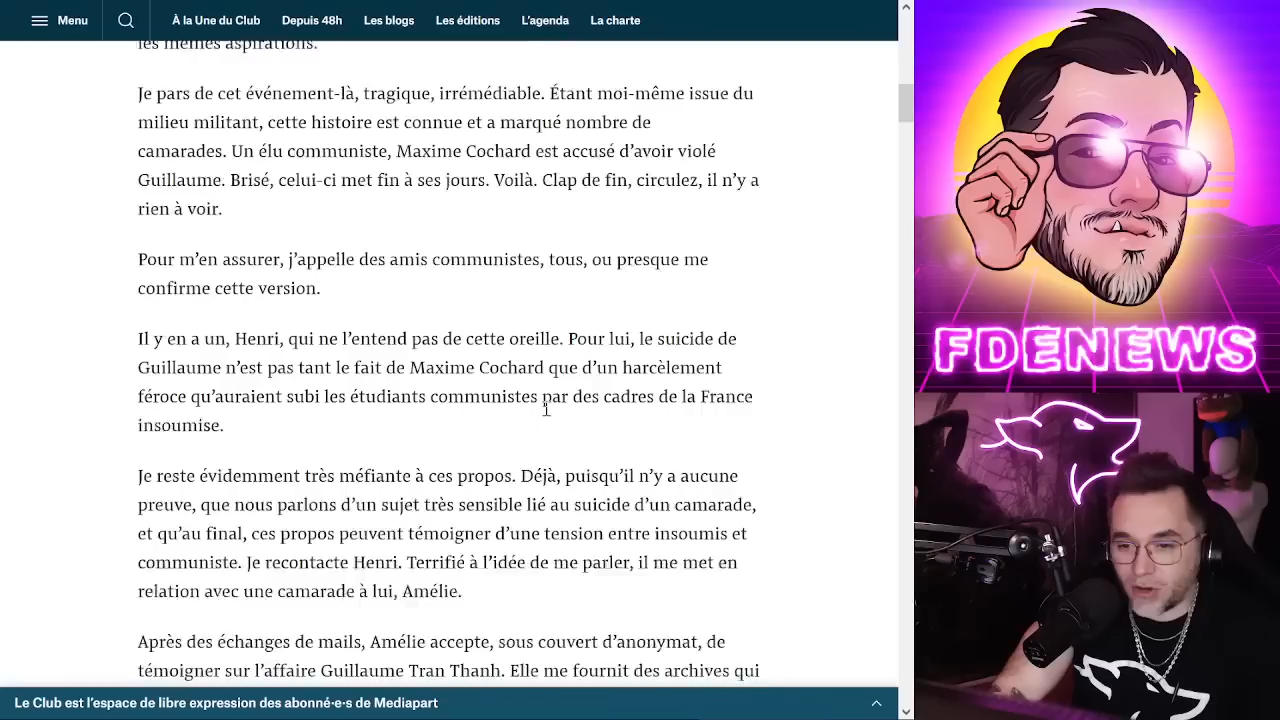 Menu
À la Une du Club
Depuis 48h
Les blogs
Les éditions
L'agenda
La charte
les mêmes aspirations.
Je pars de cet événement-là, tragique, irrémédiable. Étant moi-même issue du
milieu militant, cette histoire est connue et a marqué nombre de
camarades. Un élu communiste, Maxime Cochard est accusé d’avoir violé
Guillaume. Brisé, celui-ci met fin à ses jours. Voilà. Clap de fin, circulez, il n’y a
rien à voir.
Pour m’en assurer, j’appelle des amis communistes, tous, ou presque me
confirme cette version.
Il y en a un, Henri, qui ne l’entend pas de cette oreille. Pour lui, le suicide de
Guillaume n’est pas tant le fait de Maxime Cochard que d’un harcèlement
féroce qu’auraient subi les étudiants communistes par des cadres de la France
insoumise.
Je reste évidemment très méfiante à ces propos. Déjà, puisqu’il n’y a aucune
preuve, que nous parlons d’un sujet très sensible lié au suicide d’un camarade,
et qu’au final, ces propos peuvent témoigner d’une tension entre insoumis et
communiste. Je recontacte Henri. Terrifié à l’idée de me parler, il me met en
relation avec une camarade à lui, Amélie.
Après des échanges de mails, Amélie accepte, sous couvert d’anonymat, de
témoigner sur l’affaire Guillaume Tran Thanh. Elle me fournit des archives qui
Le Club est l'espace de libre expression des abonné·e·s de Mediapart
FDENEWS